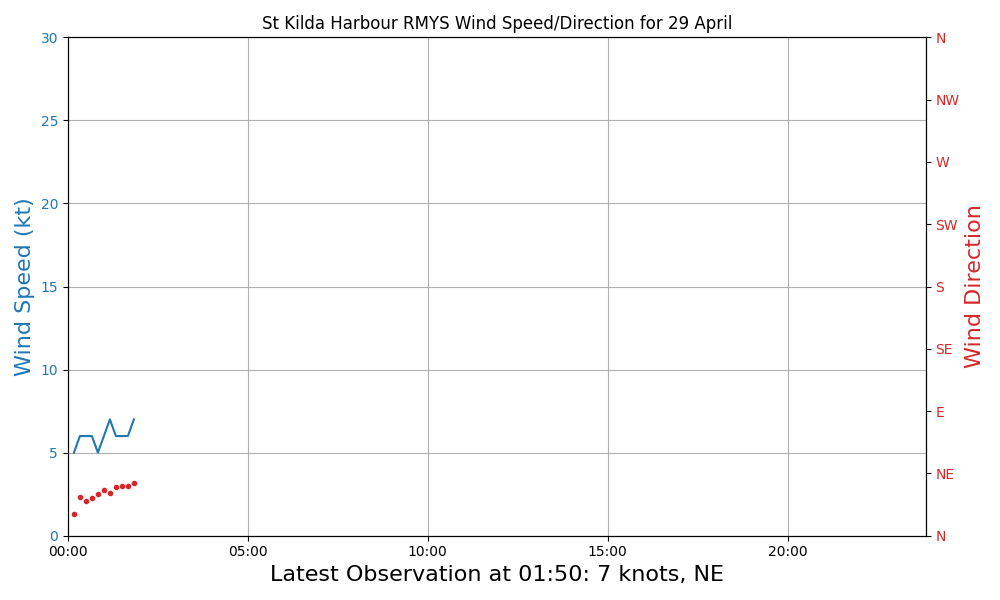 St Kilda Harbour RMYS Wind Speed/Direction for 29 April
Wind Speed (kt)
30
25
20
15
10
5
0
00:00
05:00
10:00
15:00
20:00
N
NW
W
SW
S
SE
E
NE
N
Wind Direction
Latest Observation at 01:50: 7 knots, NE